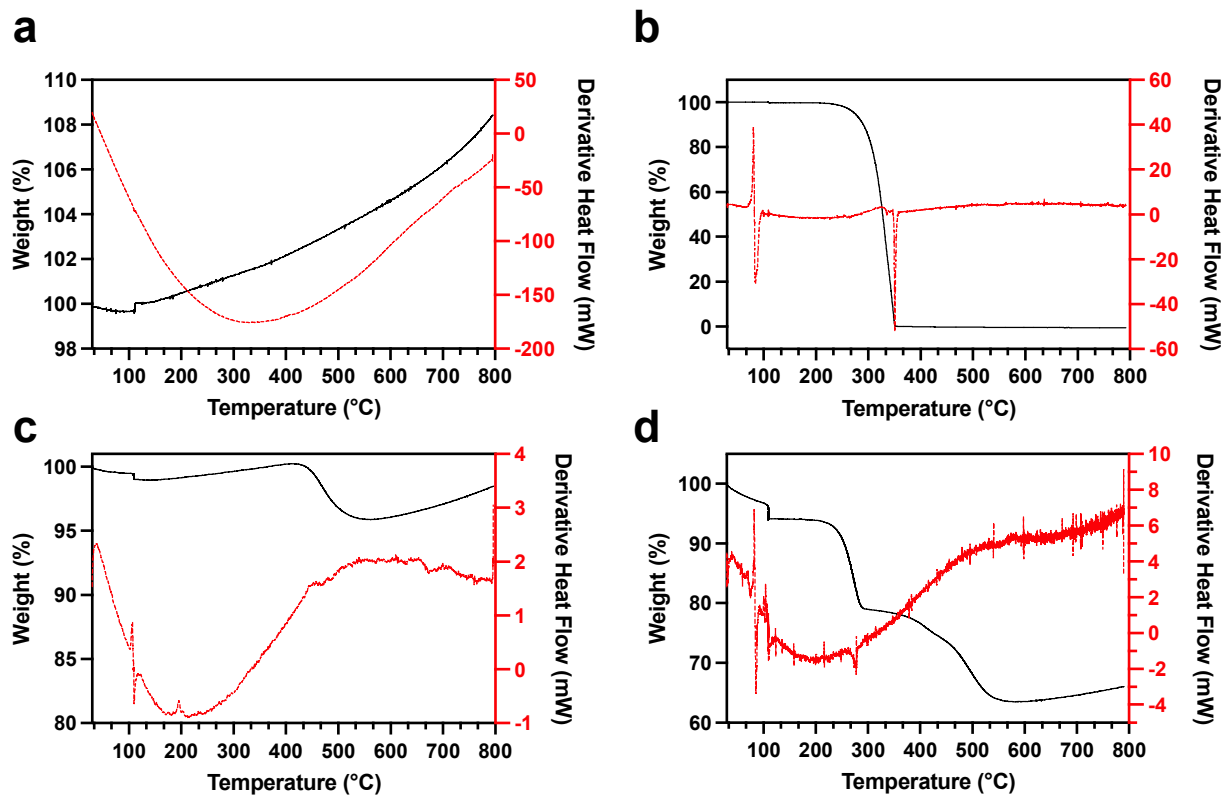 a
110
108
106
104
102
100
98
Weight (%)
50
0
-50
-100
-150
-200
Derivative Heat Flow (mW)
100 200 300 400 500 600 700 800
Temperature (°C)
b
100
80
60
40
20
0
Weight (%)
60
40
20
0
-20
-40
-60
Derivative Heat Flow (mW)
100 200 300 400 500 600 700 800
Temperature (°C)
c
100
95
90
85
80
Weight (%)
4
3
2
1
0
-1
Derivative Heat Flow (mW)
100 200 300 400 500 600 700 800
Temperature (°C)
d
100
90
80
70
60
Weight (%)
10
8
6
4
2
0
-2
-4
Derivative Heat Flow (mW)
100 200 300 400 500 600 700 800
Temperature (°C)